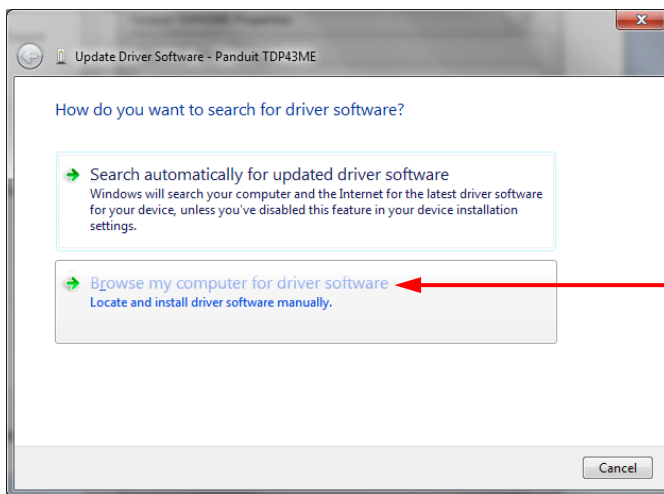 Panduit TDP43ME Properties
Update Driver Software - Panduit TDP43ME
How do you want to search for driver software?
Search automatically for updated driver software
Windows will search your computer and the Internet for the latest driver software
for your device, unless you've disabled this feature in your device installation
settings.
Browse my computer for driver software
Locate and install driver software manually.
Cancel